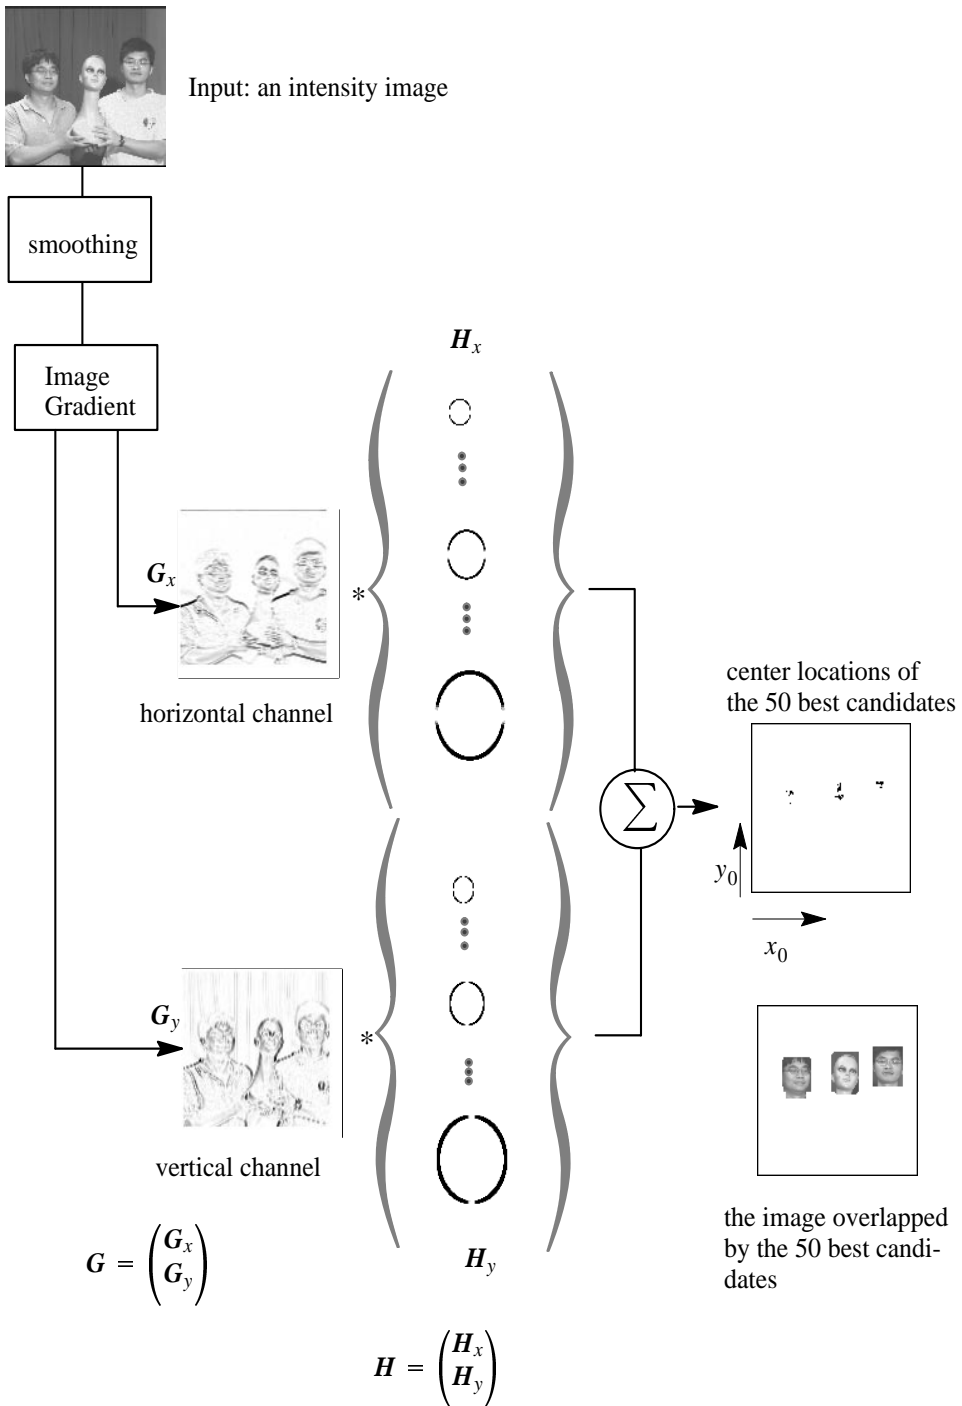 Input: an intensity image
smoothing
Image
Gradient
H_x
G_x
*
horizontal channel
center locations of
the 50 best candidates
Σ
y_0
x_0
G_y
*
vertical channel
the image overlapped
by the 50 best candi-
dates
H_y
G = (G_x
G_y)
H = (H_x
H_y)